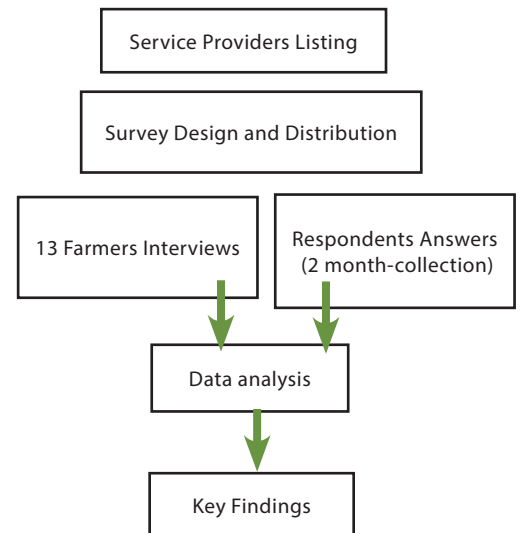 Service Providers Listing
Survey Design and Distribution
13 Farmers Interviews
Respondents Answers
(2 month-collection)
Data analysis
Key Findings